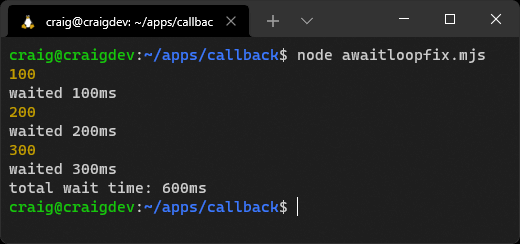 craig@craigdev: ~/apps/callbac
craig@craigdev:~/apps/callback$ node awaitloopfix.mjs
100
waited 100ms
200
waited 200ms
300
waited 300ms
total wait time: 600ms
craig@craigdev:~/apps/callback$